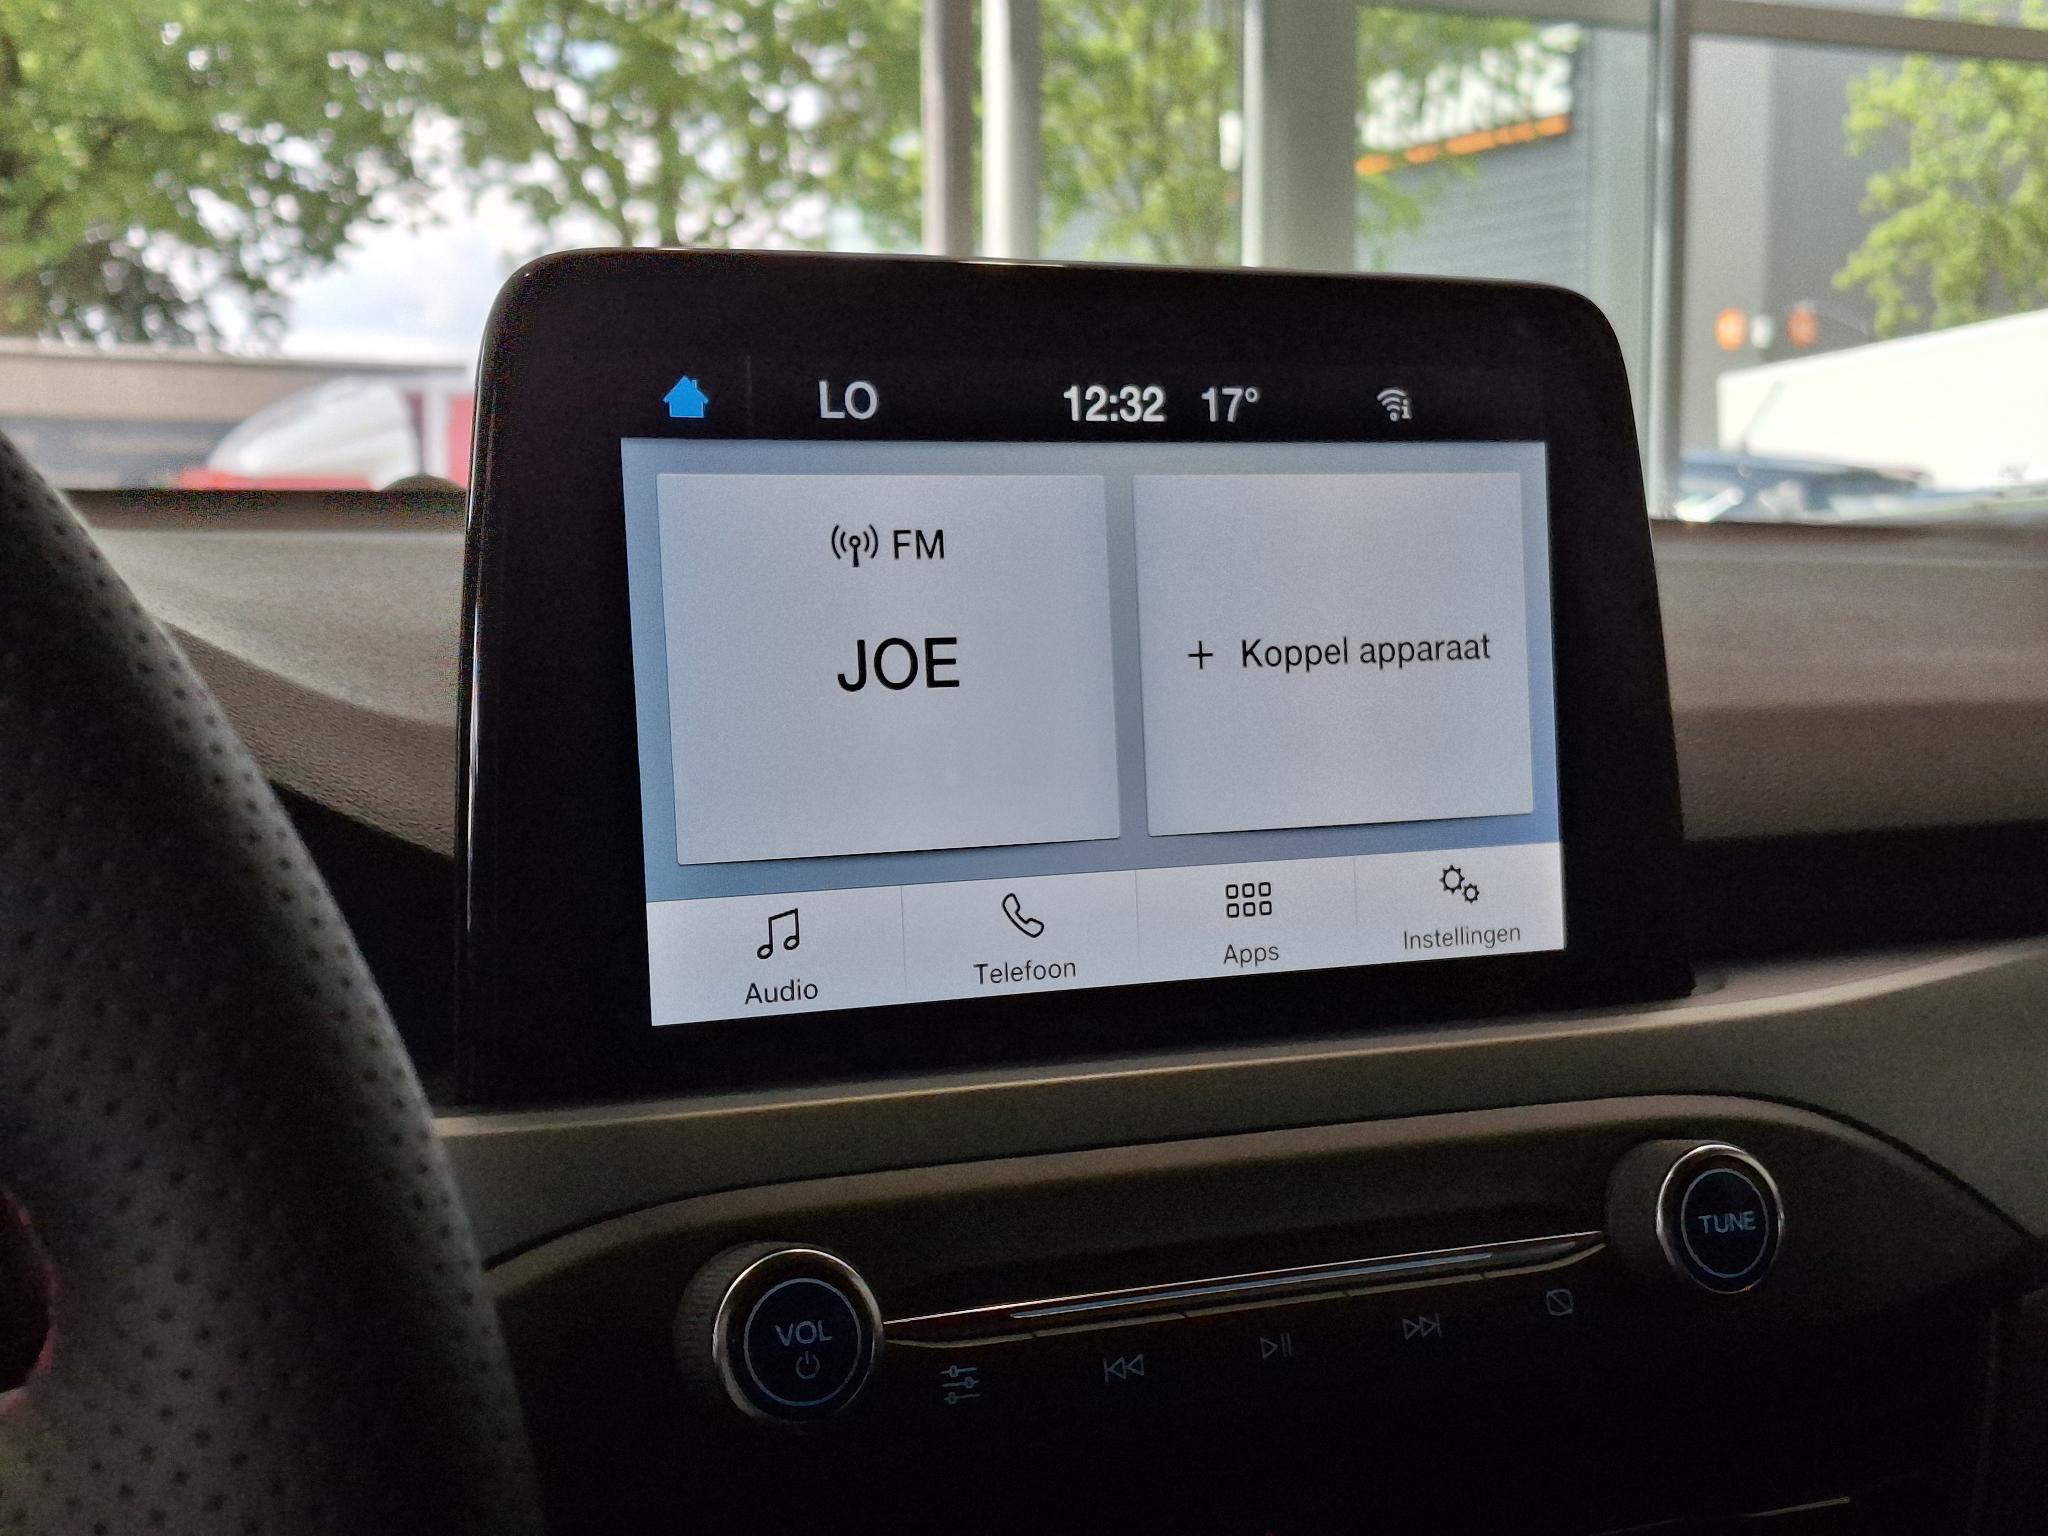 LO 12:32 17°
FM
JOE
+ Koppel apparaat
Audio
Telefoon
Apps
Instellingen
TUNE
VOL